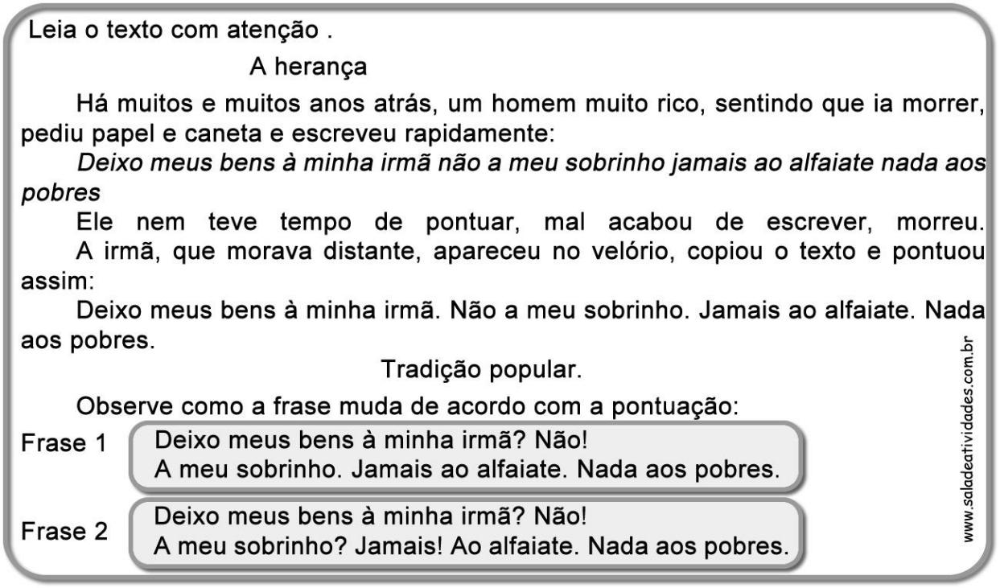 Leia o texto com atenção .
A herança
Há muitos e muitos anos atrás, um homem muito rico, sentindo que ia morrer,
pediu papel e caneta e escreveu rapidamente:
Deixo meus bens à minha irmã não a meu sobrinho jamais ao alfaiate nada aos
pobres
Ele nem teve tempo de pontuar, mal acabou de escrever, morreu.
A irmã, que morava distante, apareceu no velório, copiou o texto e pontuou
assim:
Deixo meus bens à minha irmã. Não a meu sobrinho. Jamais ao alfaiate. Nada
aos pobres.
Tradição popular.
Observe como a frase muda de acordo com a pontuação:
Frase 1
Deixo meus bens à minha irmã? Não!
A meu sobrinho. Jamais ao alfaiate. Nada aos pobres.
Frase 2
Deixo meus bens à minha irmã? Não!
A meu sobrinho? Jamais! Ao alfaiate. Nada aos pobres.
www.saladeatividades.com.br